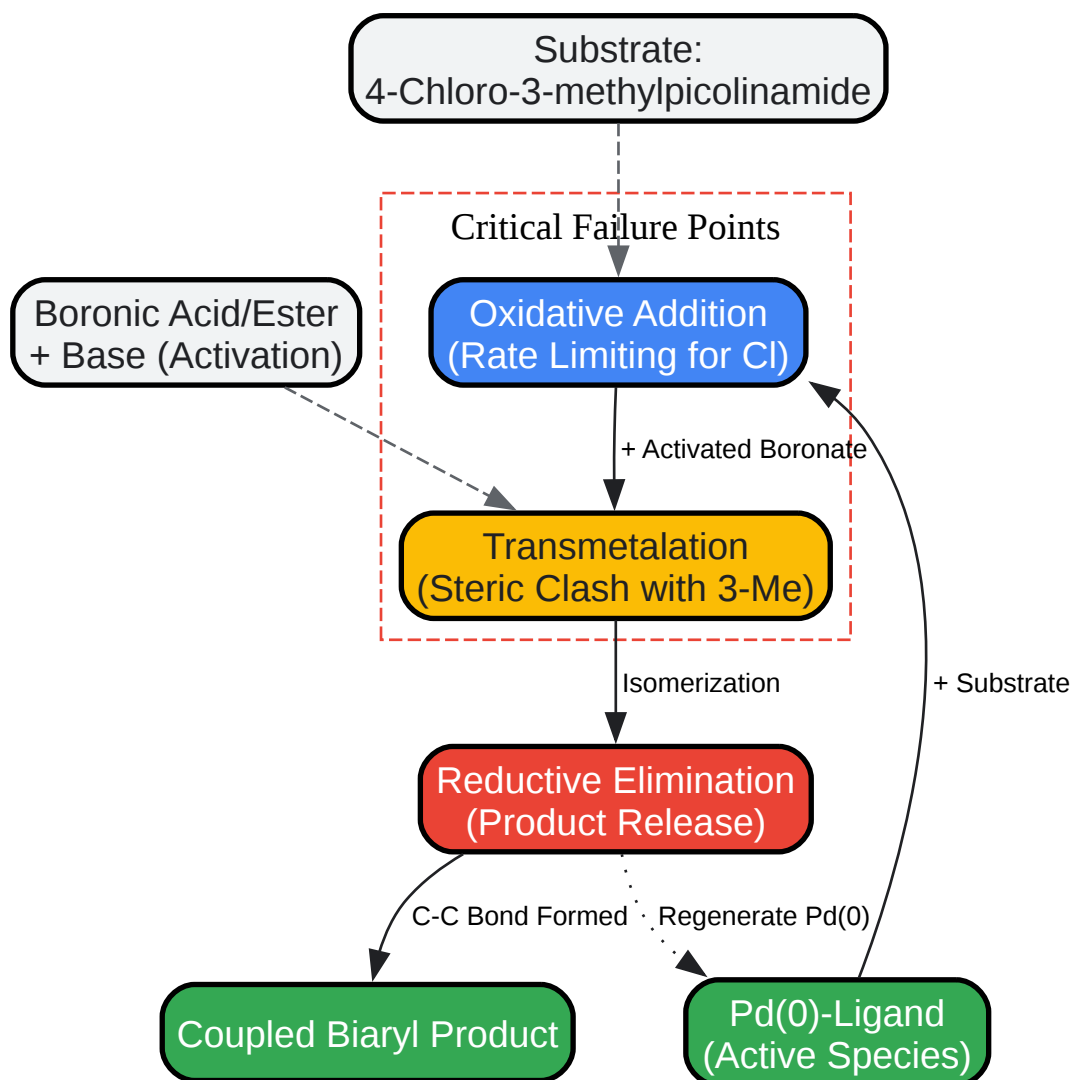 Substrate:
4-Chloro-3-methylpicolinamide
Critical Failure Points
Boronic Acid/Ester
+ Base (Activation)
Oxidative Addition
(Rate Limiting for Cl)
+ Activated Boronate
Transmetalation
(Steric Clash with 3-Me)
Isomerization
+ Substrate
Reductive Elimination
(Product Release)
C-C Bond Formed
Regenerate Pd(0)
Coupled Biaryl Product
Pd(0)-Ligand
(Active Species)